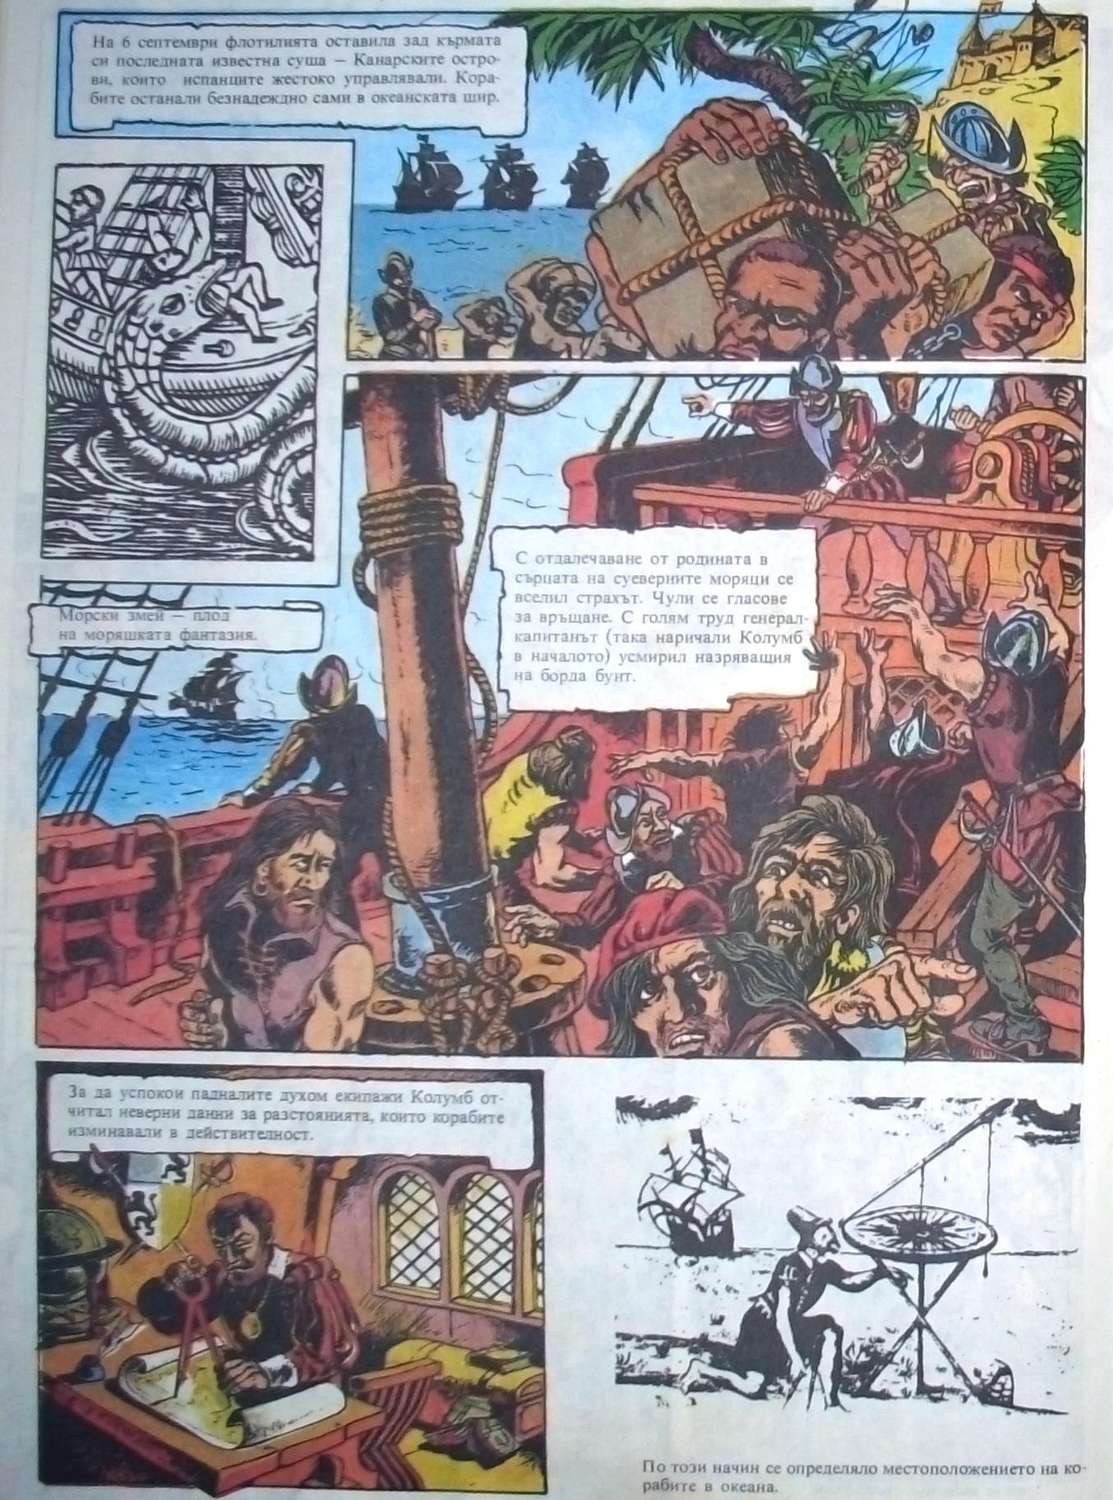 На 6 септември флотилията оставила зад кърмата
си последната известна суша – Канарските остро-
ви, които испанците жестоко управлявали. Кора-
бите останали безнадеждно сами в океанската шир.
Морски змей – плод
на моряшката фантазия.
С отдалечаване от родината в
сърцата на суеверните моряци се
вселил страхът. Чули се гласове
за връщане. С голям труд генерал-
капитанът (така наричали Колумб
в началото) усмирил назряващия
на борда бунт.
За да успокои падналите духом екипажи Колумб от-
читал неверни данни за разстоянията, които корабите
изминавали в действителност.
По този начин се определяло местоположението на ко-
рабите в океана.